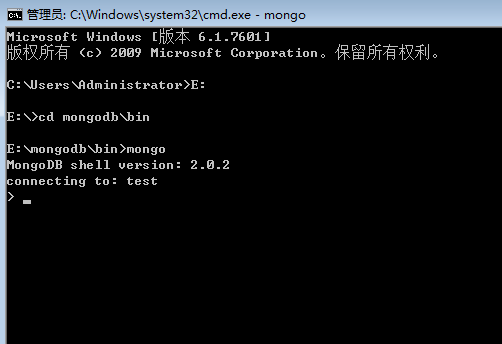 管理员: C:\Windows\system32\cmd.exe - mongo
Microsoft Windows [版本 6.1.7601]
版权所有 (c) 2009 Microsoft Corporation。保留所有权利。
C:\Users\Administrator>E:
E:\>cd mongodb\bin
E:\mongodb\bin>mongo
MongoDB shell version: 2.0.2
connecting to: test
> _